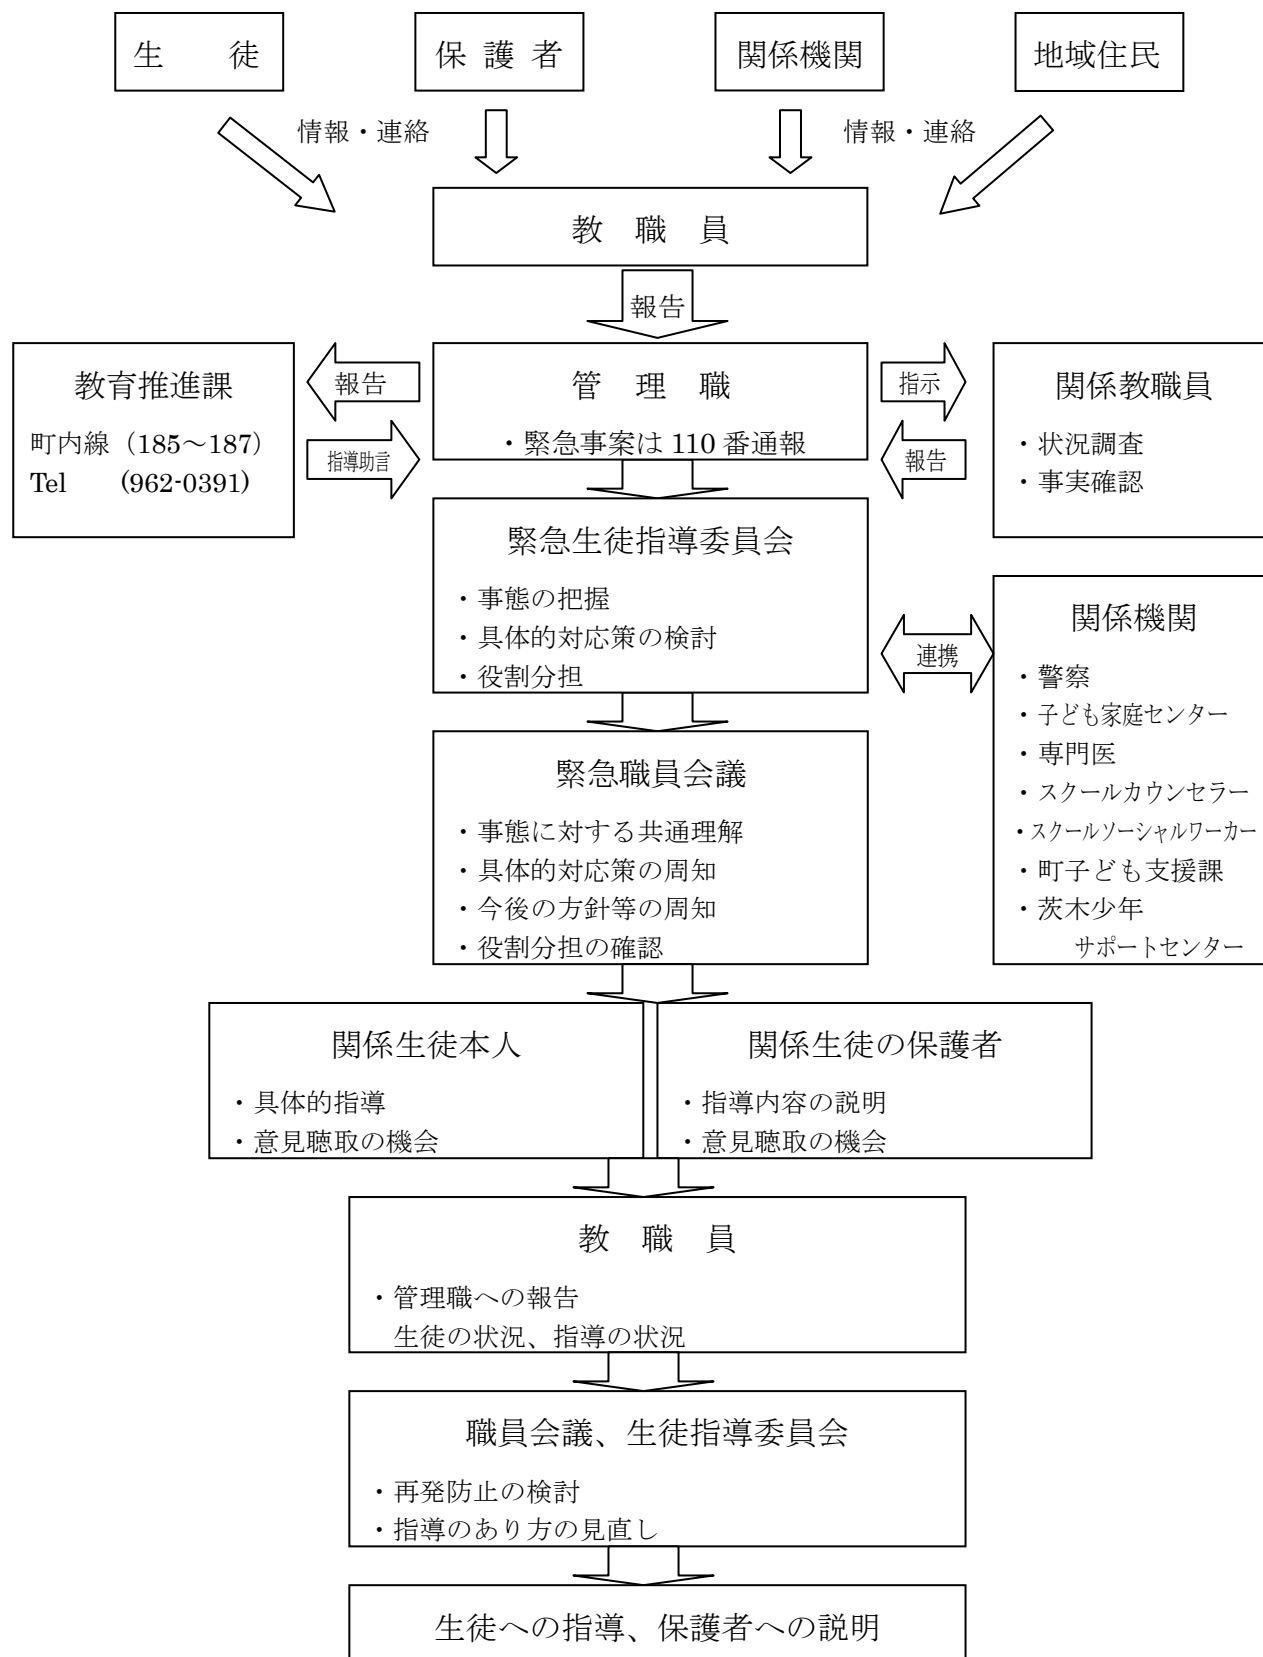 生　徒
保 護 者
関係機関
地域住民
情報・連絡
情報・連絡
教　職　員
報告
教育推進課
町内線（185～187）
Tel　　(962-0391)
報告
指導助言
管　理　職
・緊急事案は 110 番通報
指示
報告
関係教職員
・状況調査
・事実確認
緊急生徒指導委員会
・事態の把握
・具体的対応策の検討
・役割分担
連携
関係機関
・警察
・子ども家庭センター
・専門医
・スクールカウンセラー
・スクールソーシャルワーカー
・町子ども支援課
・茨木少年
サポートセンター
緊急職員会議
・事態に対する共通理解
・具体的対応策の周知
・今後の方針等の周知
・役割分担の確認
関係生徒本人
・具体的指導
・意見聴取の機会
関係生徒の保護者
・指導内容の説明
・意見聴取の機会
教　職　員
・管理職への報告
生徒の状況、指導の状況
職員会議、生徒指導委員会
・再発防止の検討
・指導のあり方の見直し
生徒への指導、保護者への説明